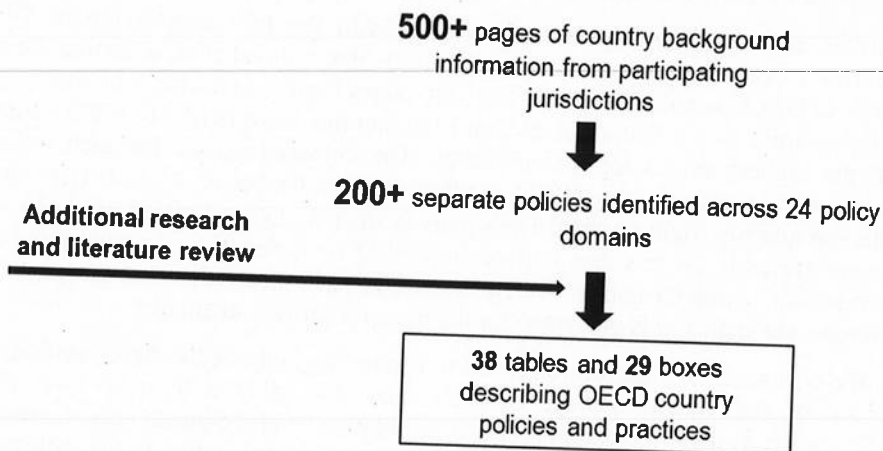 500+ pages of country background
information from participating
jurisdictions
200+ separate policies identified across 24 policy
domains
Additional research
and literature review
38 tables and 29 boxes
describing OECD country
policies and practices